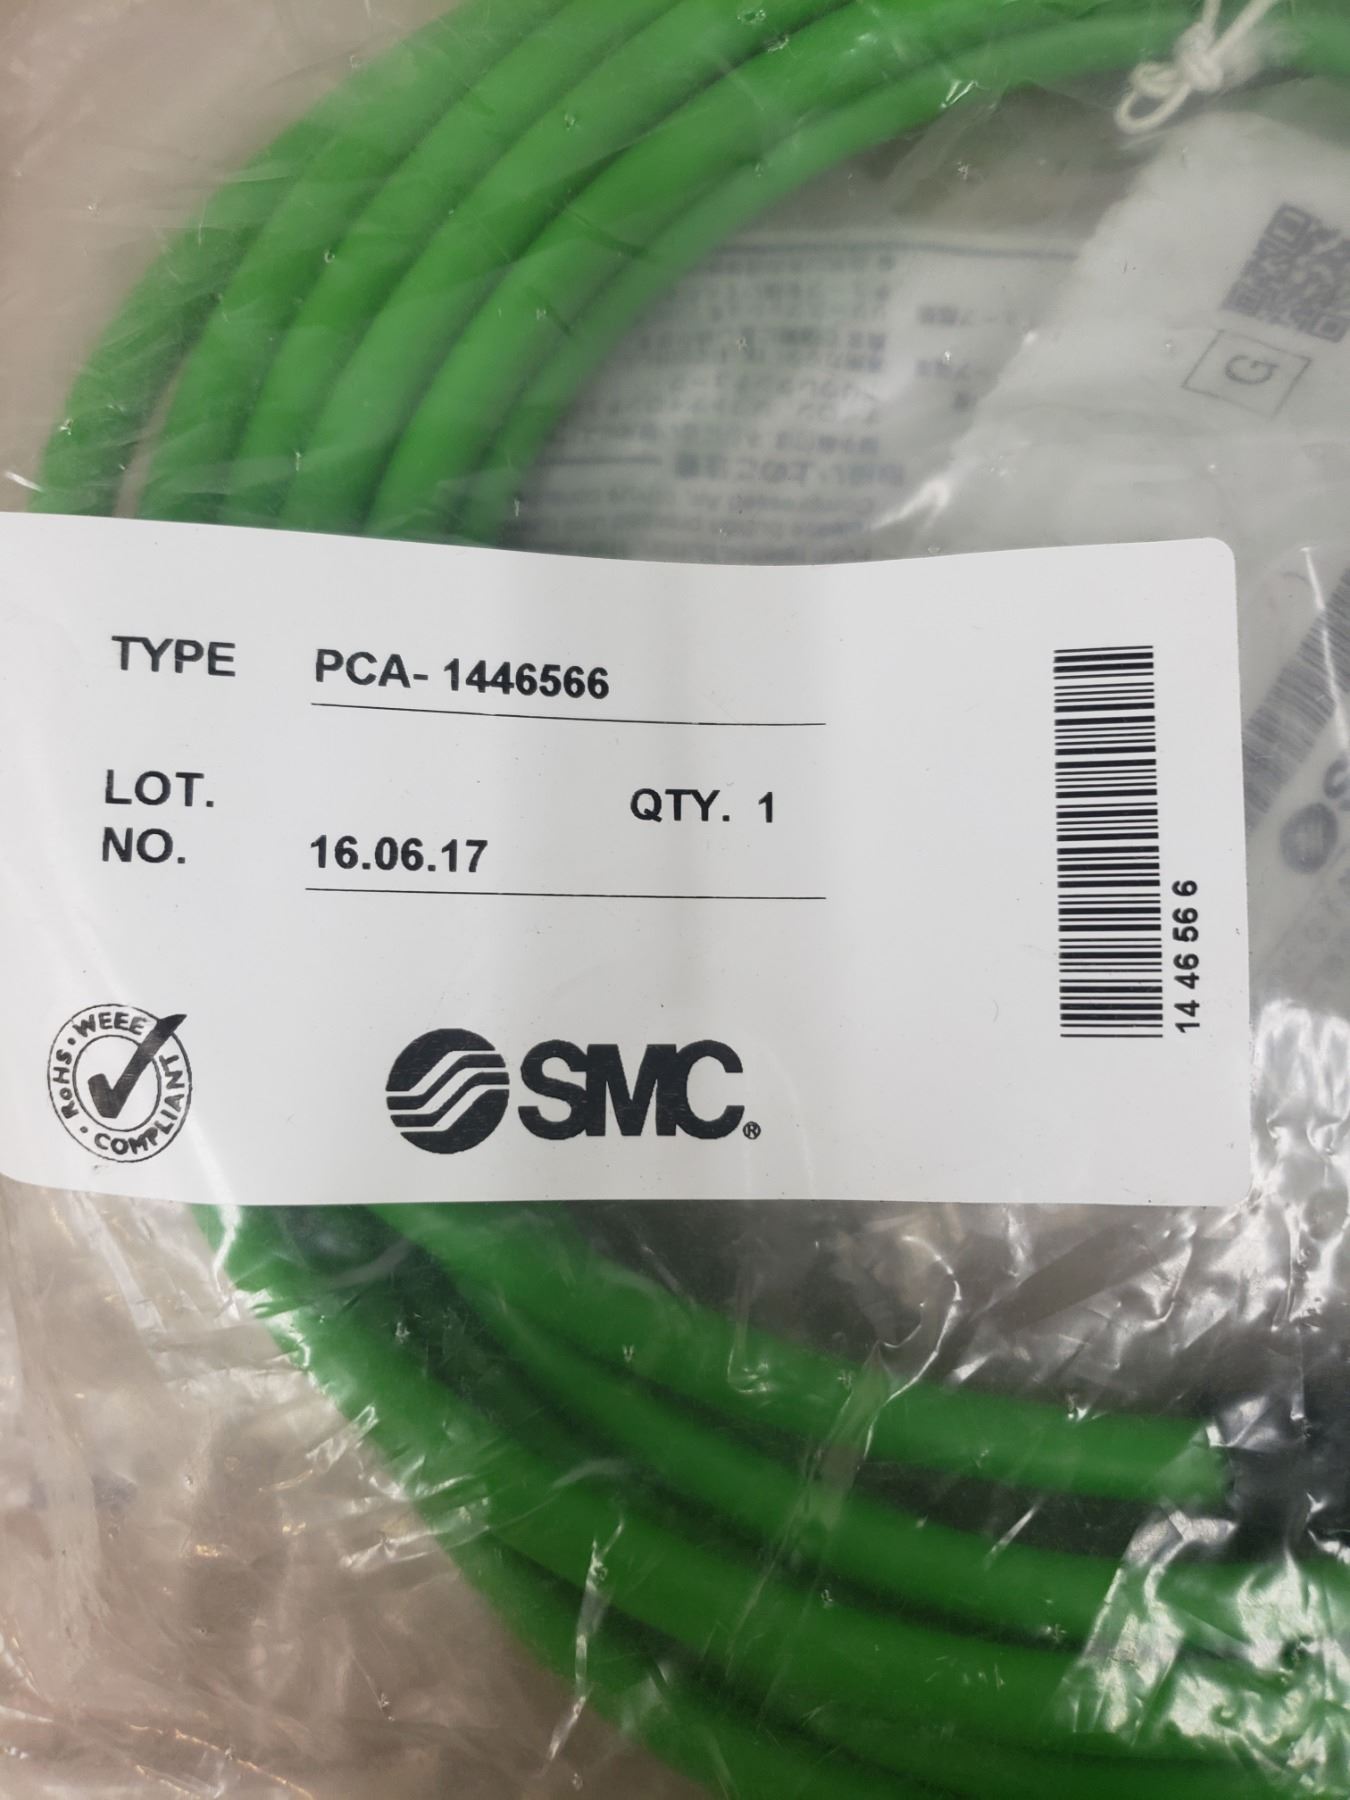 G
TYPE PCA- 1446566
LOT. QTY. 1
NO. 16.06.17
14 46 56 6
RoHS · WEEE · COMPLIANT
SMC®